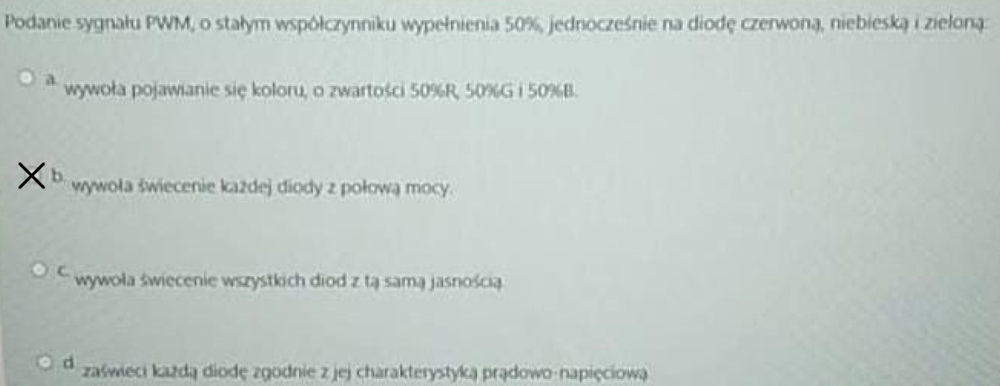 Podanie sygnału PWM, o stałym współczynniku wypełnienia 50%, jednocześnie na diodę czerwoną, niebieską i zieloną:
a. wywoła pojawianie się koloru, o zwartości 50%R, 50%G i 50%B.
b. wywoła świecenie każdej diody z połową mocy.
c. wywoła świecenie wszystkich diod z tą samą jasnością
d. zaświeci każdą diodę zgodnie z jej charakterystyką prądowo-napięciową